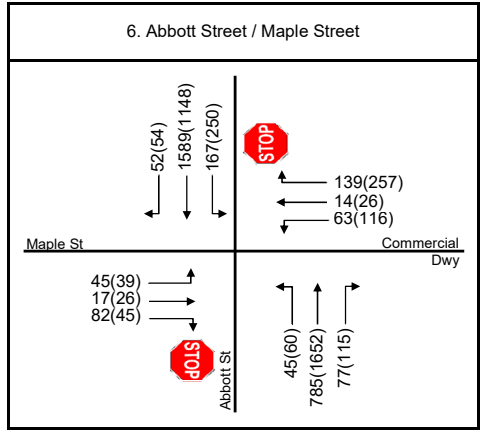 6. Abbott Street / Maple Street
52(54)
1589(1148)
167(250)
STOP
139(257)
14(26)
63(116)
Maple St
Commercial
Dwy
45(39)
17(26)
82(45)
STOP
Abbott St
45(60)
785(1652)
77(115)